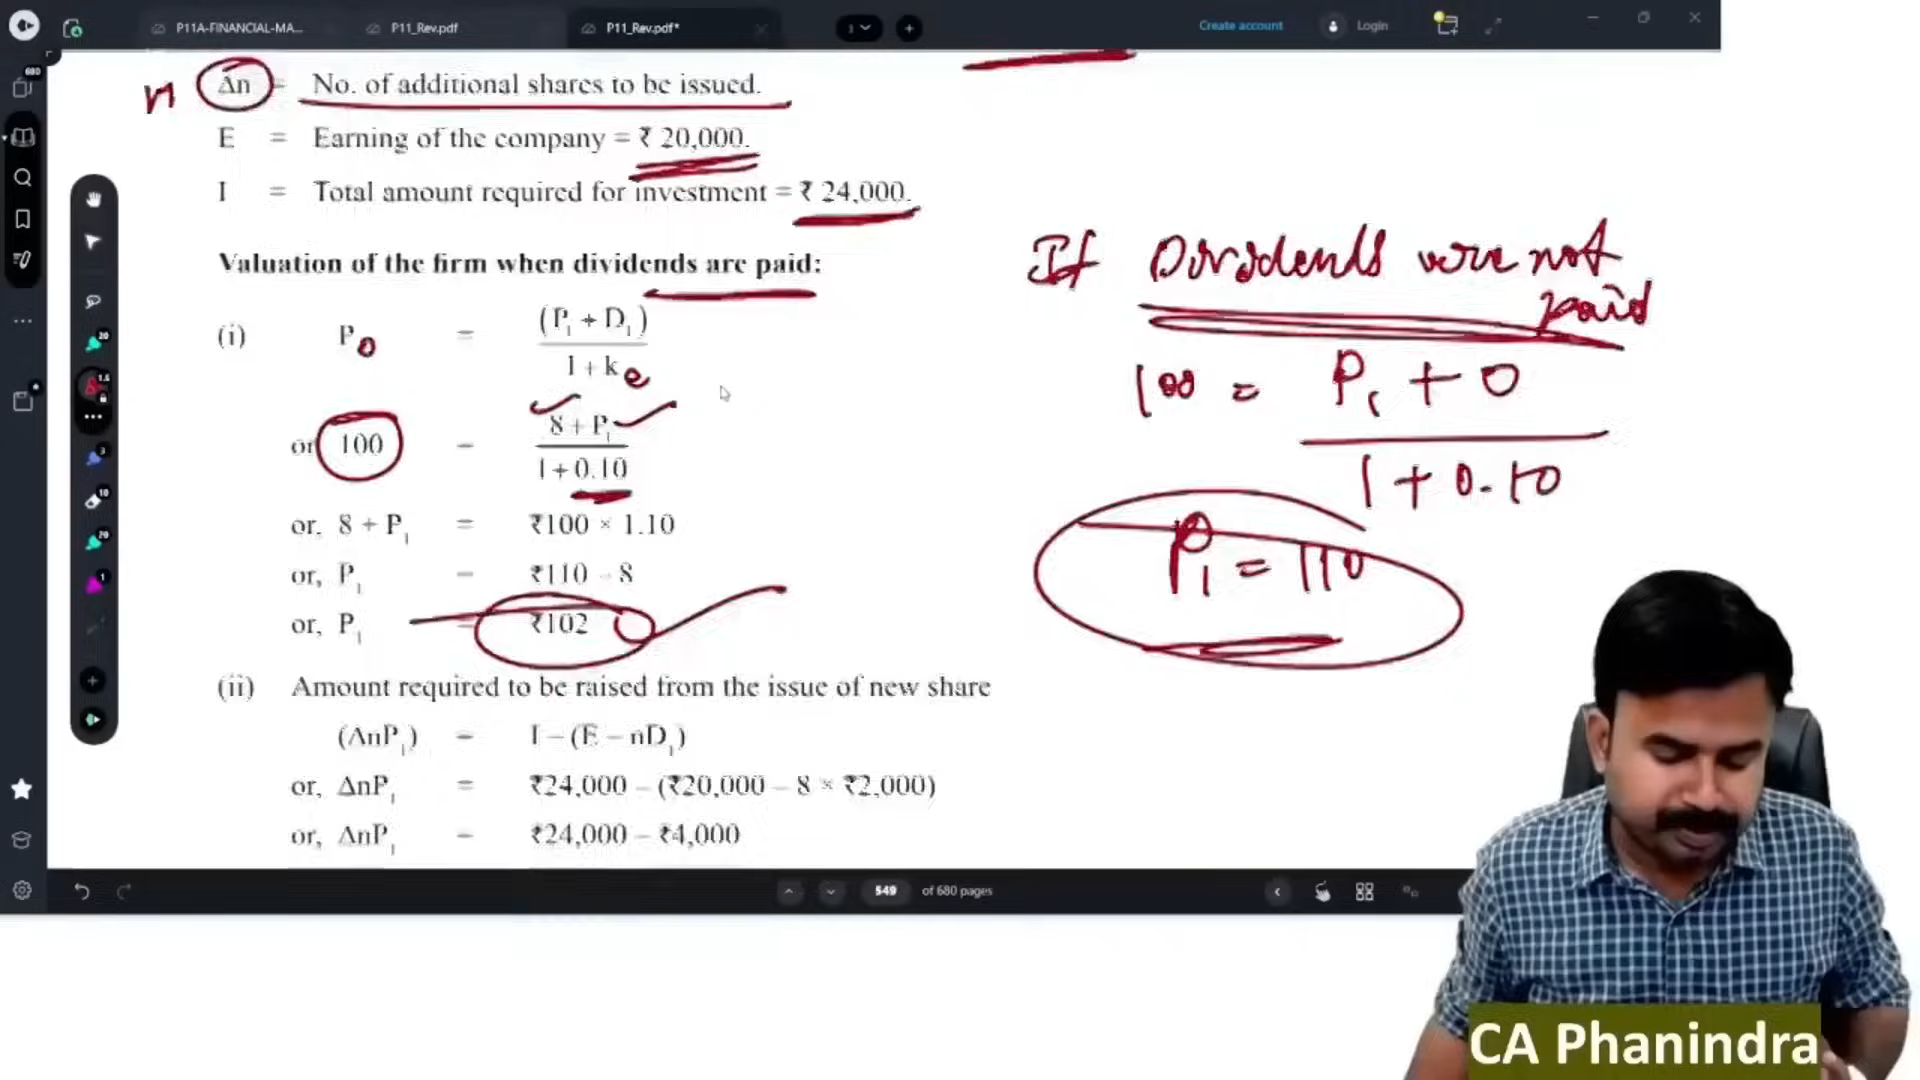 P11A-FINANCIAL-MA... P11_Rev.pdf P11_Rev.pdf* Create account Login
n Δn = No. of additional shares to be issued.
E = Earning of the company = ₹ 20,000.
I = Total amount required for investment = ₹ 24,000.
Valuation of the firm when dividends are paid:
(i) P0 = (P1 + D1) / 1 + ke
or 100 = 8 + P1 / 1 + 0.10
or, 8 + P1 = ₹100 × 1.10
or, P1 = ₹110 – 8
or, P1 = ₹102
(ii) Amount required to be raised from the issue of new share
(ΔnP1) = I – (E – nD1)
or, ΔnP1 = ₹24,000 – (₹20,000 – 8 × ₹2,000)
or, ΔnP1 = ₹24,000 – ₹4,000
If Dividends were not
paid
100 = P1 + 0
1 + 0.10
P1 = 110
549 of 680 pages
CA Phanindra